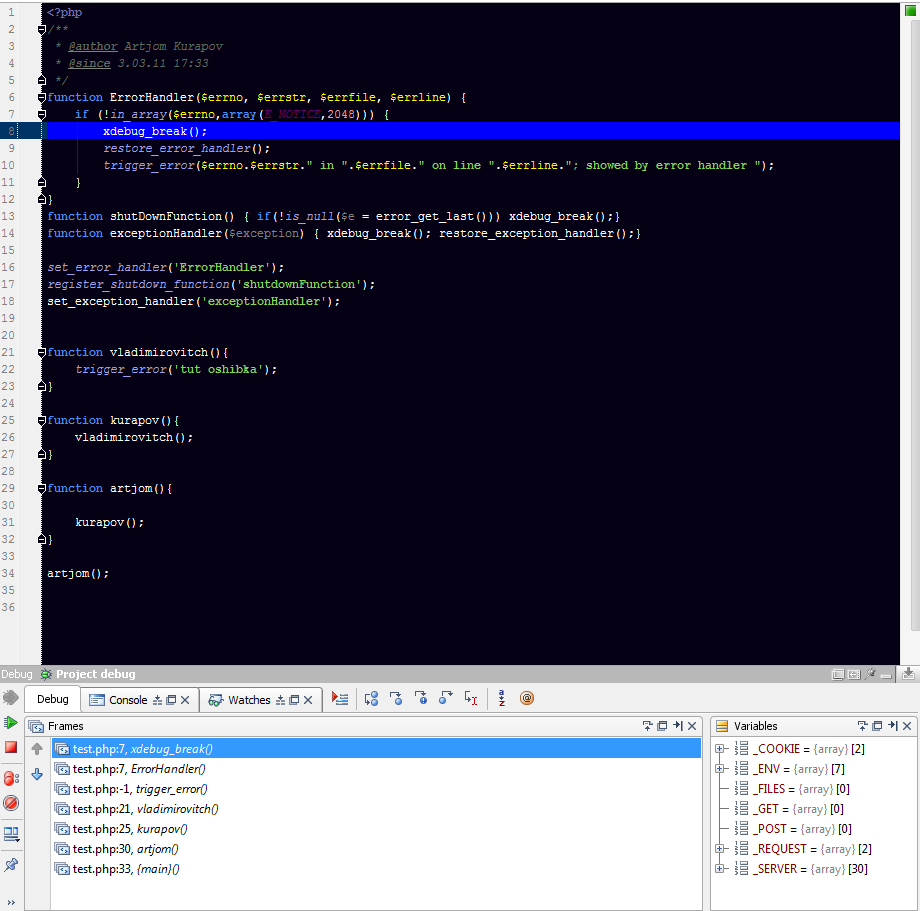 1 <?php
2 /**
3 * @author Artjom Kurapov
4 * @since 3.03.11 17:33
5 */
6 function ErrorHandler($errno, $errstr, $errfile, $errline) {
7 if (!in_array($errno,array(E_NOTICE,2048))) {
8 xdebug_break();
9 restore_error_handler();
10 trigger_error($errno.$errstr." in ".$errfile." on line ".$errline."; showed by error handler ");
11 }
12 }
13 function shutDownFunction() { if(!is_null($e = error_get_last())) xdebug_break();}
14 function exceptionHandler($exception) { xdebug_break(); restore_exception_handler();}
15
16 set_error_handler('ErrorHandler');
17 register_shutdown_function('shutdownFunction');
18 set_exception_handler('exceptionHandler');
19
20
21 function vladimirovitch(){
22 trigger_error('tut oshibka');
23 }
24
25 function kurapov(){
26 vladimirovitch();
27 }
28
29 function artjom(){
30
31 kurapov();
32 }
33
34 artjom();
35
36
Debug Project debug
Debug Console Watches
Frames
test.php:7, xdebug_break()
test.php:7, ErrorHandler()
test.php:-1, trigger_error()
test.php:21, vladimirovitch()
test.php:25, kurapov()
test.php:30, artjom()
test.php:33, {main}()
Variables
_COOKIE = {array} [2]
_ENV = {array} [7]
_FILES = {array} [0]
_GET = {array} [0]
_POST = {array} [0]
_REQUEST = {array} [2]
_SERVER = {array} [30]